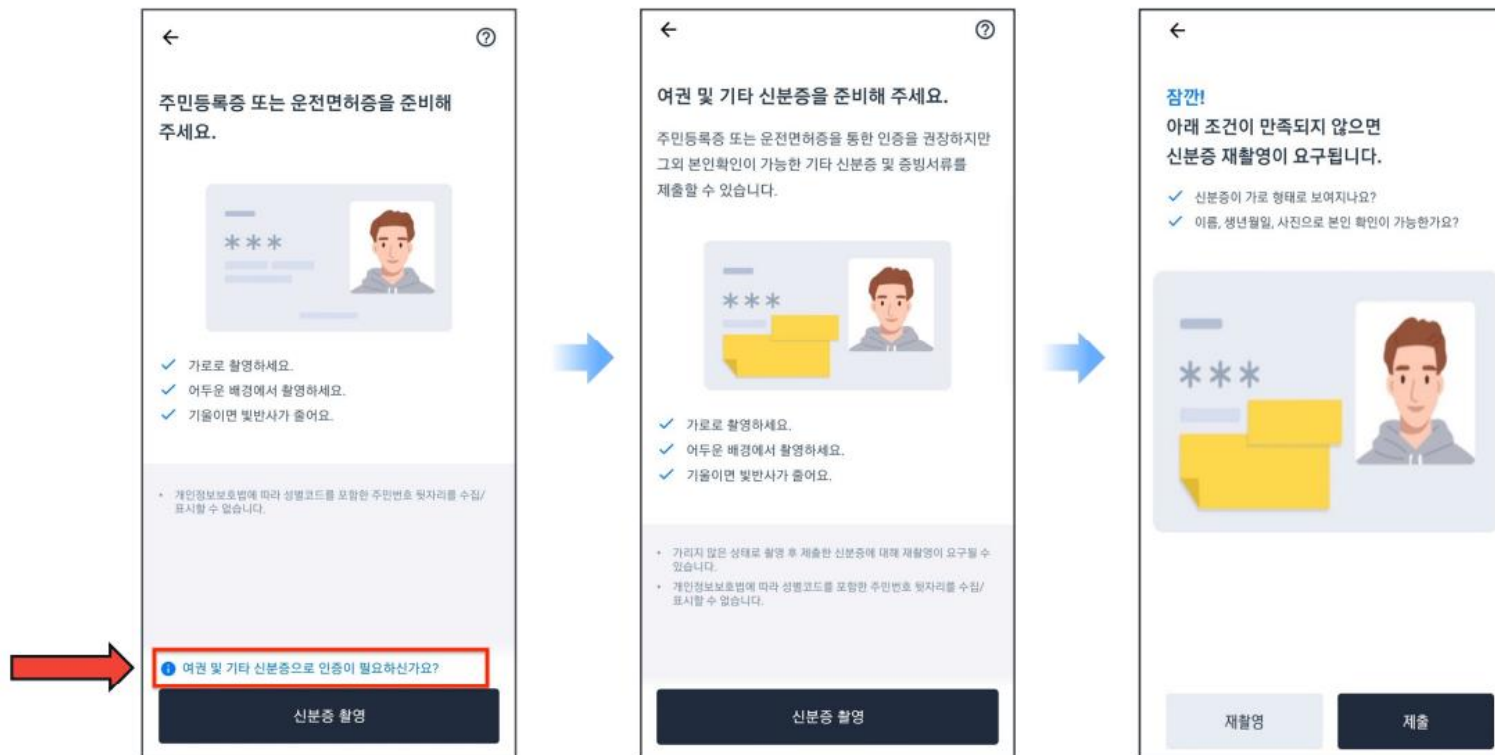 주민등록증 또는 운전면허증을 준비해
주세요.
***
가로로 촬영하세요.
어두운 배경에서 촬영하세요.
기울이면 빛반사가 줄어요.
개인정보보호법에 따라 성별코드를 포함한 주민번호 뒷자리를 수집/
표시할 수 없습니다.
여권 및 기타 신분증으로 인증이 필요하신가요?
신분증 촬영
여권 및 기타 신분증을 준비해 주세요.
주민등록증 또는 운전면허증을 통한 인증을 권장하지만
그외 본인확인이 가능한 기타 신분증 및 증빙서류를
제출할 수 있습니다.
***
가로로 촬영하세요.
어두운 배경에서 촬영하세요.
기울이면 빛반사가 줄어요.
가리지 않은 상태로 촬영 후 제출한 신분증에 대해 재촬영이 요구될 수
있습니다.
개인정보보호법에 따라 성별코드를 포함한 주민번호 뒷자리를 수집/
표시할 수 없습니다.
신분증 촬영
잠깐!
아래 조건이 만족되지 않으면
신분증 재촬영이 요구됩니다.
신분증이 가로 형태로 보여지나요?
이름, 생년월일, 사진으로 본인 확인이 가능한가요?
***
재촬영
제출